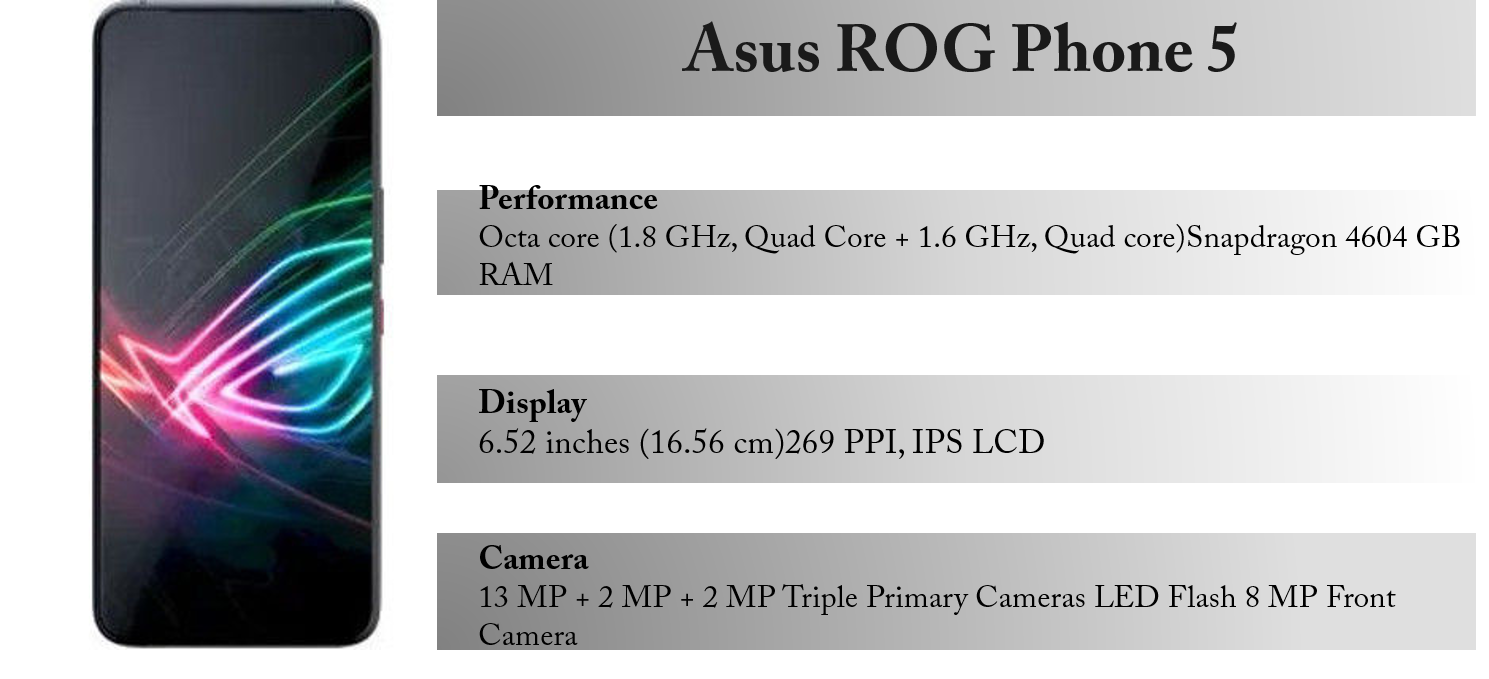 Asus ROG Phone 5
Performance
Octa core (1.8 GHz, Quad Core + 1.6 GHz, Quad core)Snapdragon 4604 GB
RAM
Display
6.52 inches (16.56 cm)269 PPI, IPS LCD
Camera
13 MP + 2 MP + 2 MP Triple Primary Cameras LED Flash 8 MP Front
Camera